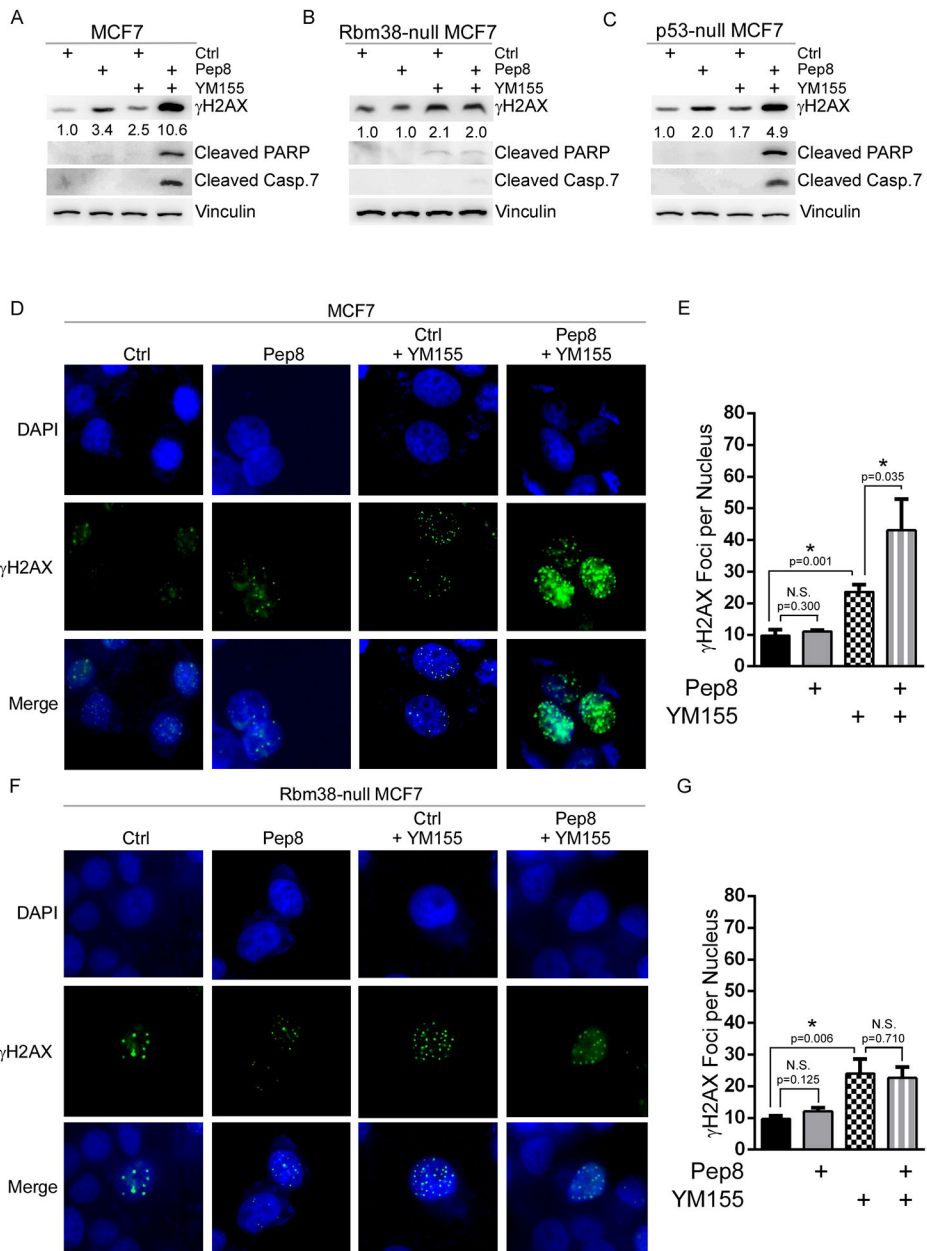 A
MCF7
+ + Ctrl
+ + Pep8
+ + YM155
γH2AX
1.0 3.4 2.5 10.6
Cleaved PARP
Cleaved Casp.7
Vinculin
B
Rbm38-null MCF7
+ + Ctrl
+ + Pep8
+ + YM155
γH2AX
1.0 1.0 2.1 2.0
Cleaved PARP
Cleaved Casp.7
Vinculin
C
p53-null MCF7
+ + Ctrl
+ + Pep8
+ + YM155
γH2AX
1.0 2.0 1.7 4.9
Cleaved PARP
Cleaved Casp.7
Vinculin
D
MCF7
Ctrl Pep8 Ctrl + YM155 Pep8 + YM155
DAPI
γH2AX
Merge
E
γH2AX Foci per Nucleus
80
70
60
50
40
30
20
10
0
*
p=0.035
*
p=0.001
N.S.
p=0.300
Pep8 + +
YM155 + +
F
Rbm38-null MCF7
Ctrl Pep8 Ctrl + YM155 Pep8 + YM155
DAPI
γH2AX
Merge
G
γH2AX Foci per Nucleus
80
70
60
50
40
30
20
10
0
*
p=0.006
N.S.
p=0.710
N.S.
p=0.125
Pep8 + +
YM155 + +